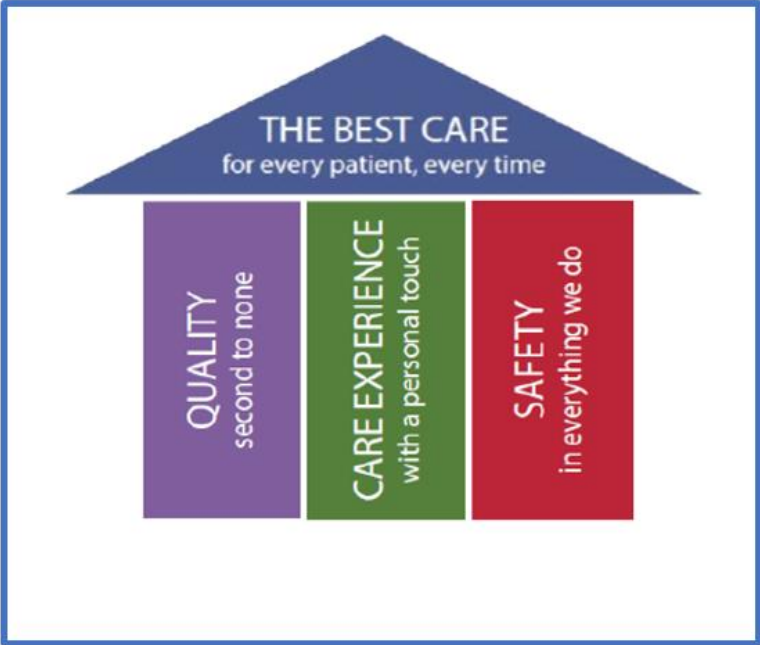 THE BEST CARE
for every patient, every time
QUALITY
second to none
CARE EXPERIENCE
with a personal touch
SAFETY
in everything we do